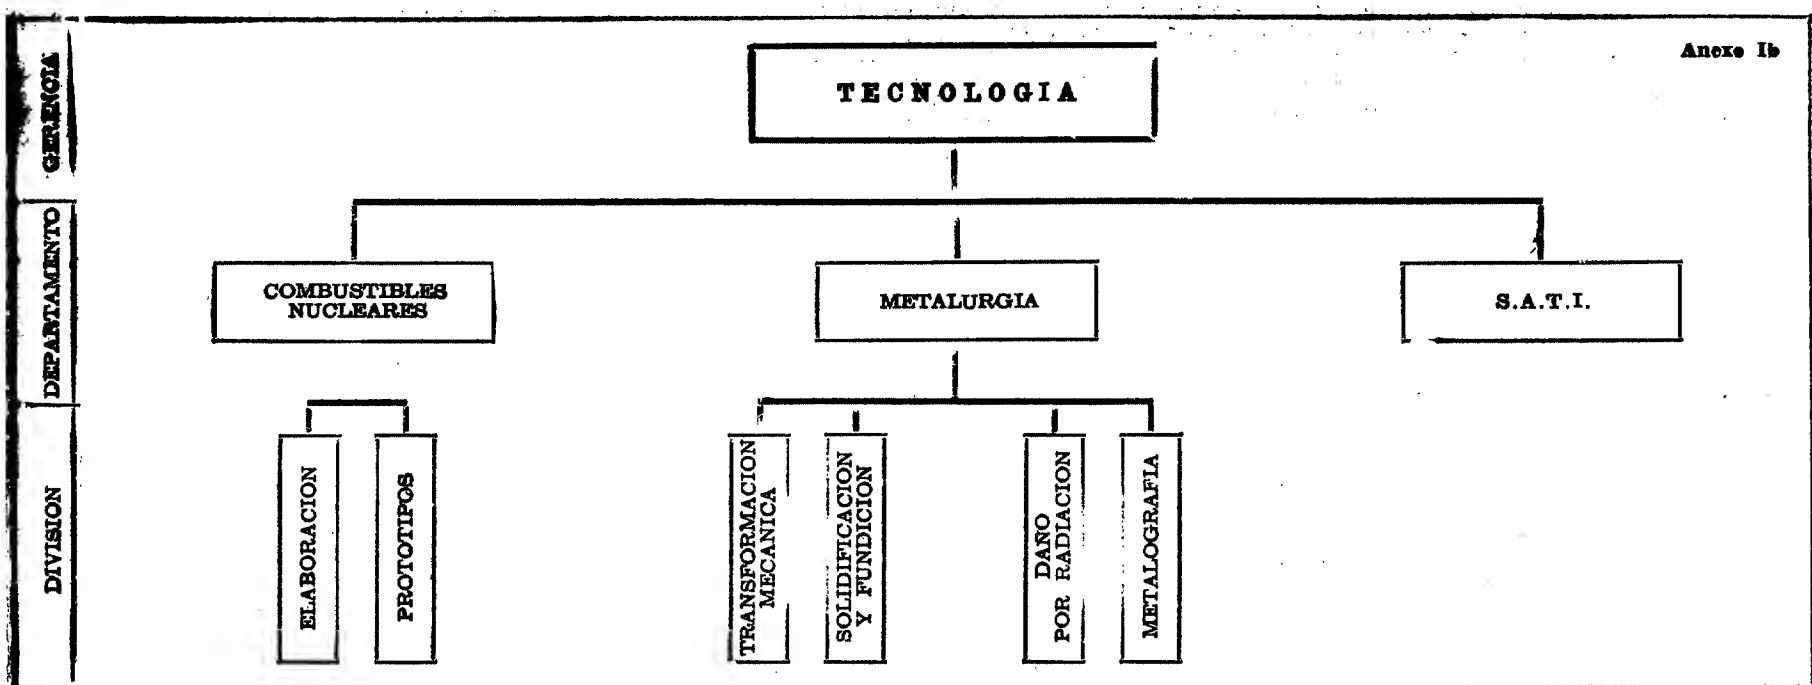 Anexo Ib
GERENCIA
TECNOLOGIA
DEPARTAMENTO
COMBUSTIBLES
NUCLEARES
METALURGIA
S.A.T.I.
DIVISION
ELABORACION
PROTOTIPOS
TRANSFORMACION
MECANICA
SOLIDIFICACION
Y FUNDICION
DAÑO
POR RADIACION
METALOGRAFIA